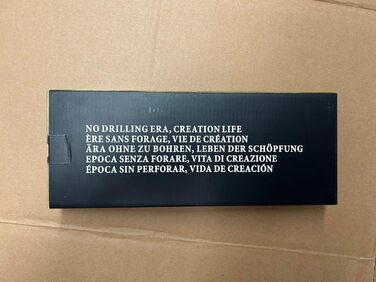 NO DRILLING ERA, CREATION LIFE
ÈRE SANS FORAGE, VIE DE CRÉATION
ÄRA OHNE ZU BOHREN, LEBEN DER SCHÖPFUNG
EPOCA SENZA FORARE, VITA DI CREAZIONE
ÉPOCA SIN PERFORAR, VIDA DE CREACIÓN